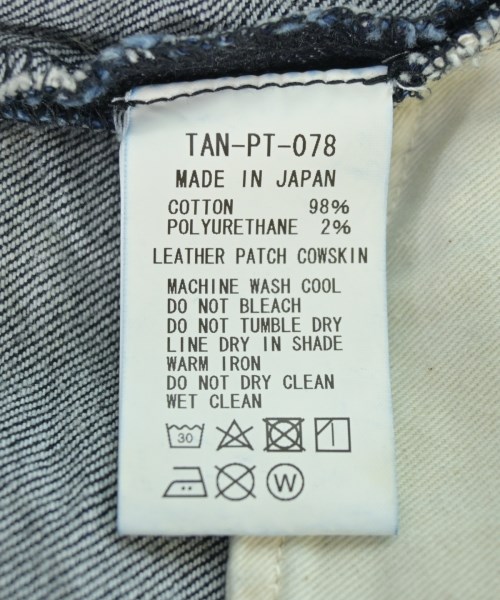 TAN-PT-078
MADE IN JAPAN
COTTON 98%
POLYURETHANE 2%
LEATHER PATCH COWSKIN
MACHINE WASH COOL
DO NOT BLEACH
DO NOT TUMBLE DRY
LINE DRY IN SHADE
WARM IRON
DO NOT DRY CLEAN
WET CLEAN
30
W